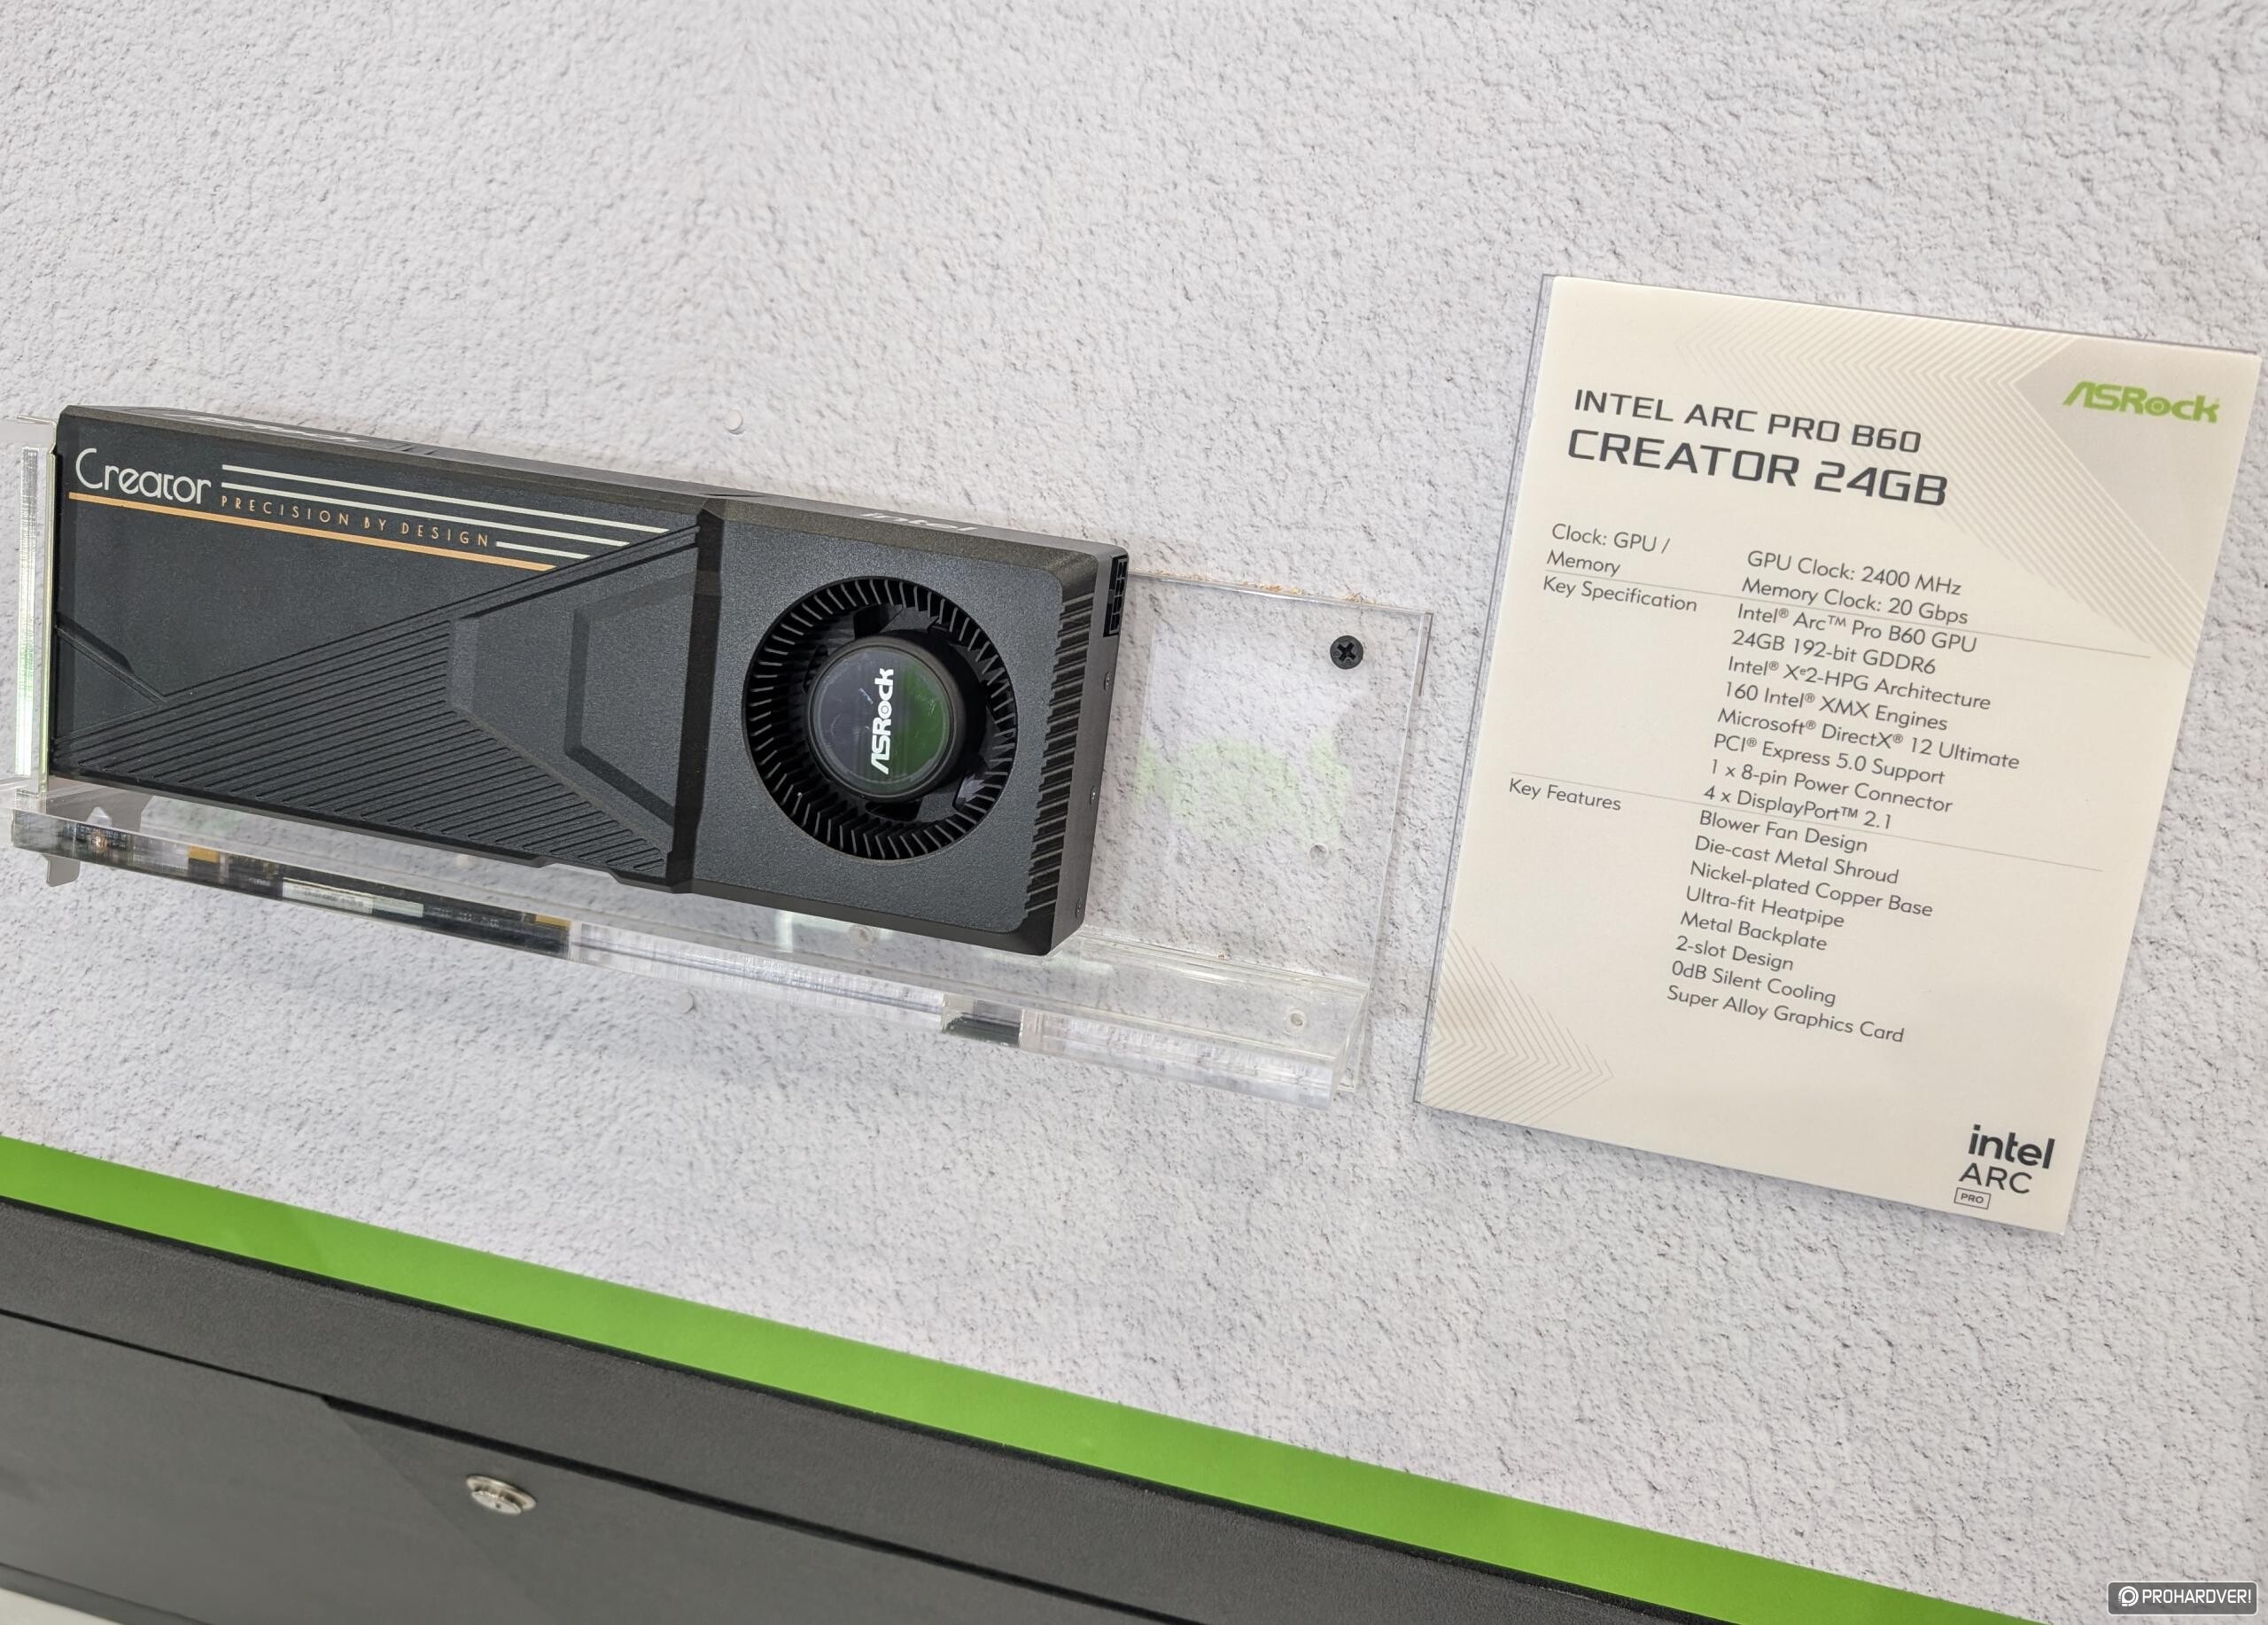 Creator
PRECISION BY DESIGN
intel
ASRock
ASRock
INTEL ARC PRO B60
CREATOR 24GB
Clock: GPU / Memory
GPU Clock: 2400 MHz
Memory Clock: 20 Gbps
Key Specification
Intel® Arc™ Pro B60 GPU
24GB 192-bit GDDR6
Intel® Xe2-HPG Architecture
160 Intel® XMX Engines
Microsoft® DirectX® 12 Ultimate
PCI® Express 5.0 Support
1 x 8-pin Power Connector
4 x DisplayPort™ 2.1
Key Features
Blower Fan Design
Die-cast Metal Shroud
Nickel-plated Copper Base
Ultra-fit Heatpipe
Metal Backplate
2-slot Design
0dB Silent Cooling
Super Alloy Graphics Card
intel
ARC
PRO
PROHARDVER!